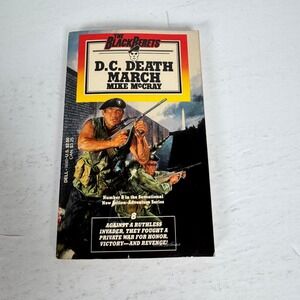 THE
BLACK BERETS
D.C. DEATH
MARCH
MIKE McCRAY
Number 8 in the Sensational
New Action-Adventure Series
8
AGAINST A RUTHLESS
INVADER, THEY FOUGHT A
PRIVATE WAR FOR HONOR,
VICTORY—AND REVENGE!
DELL